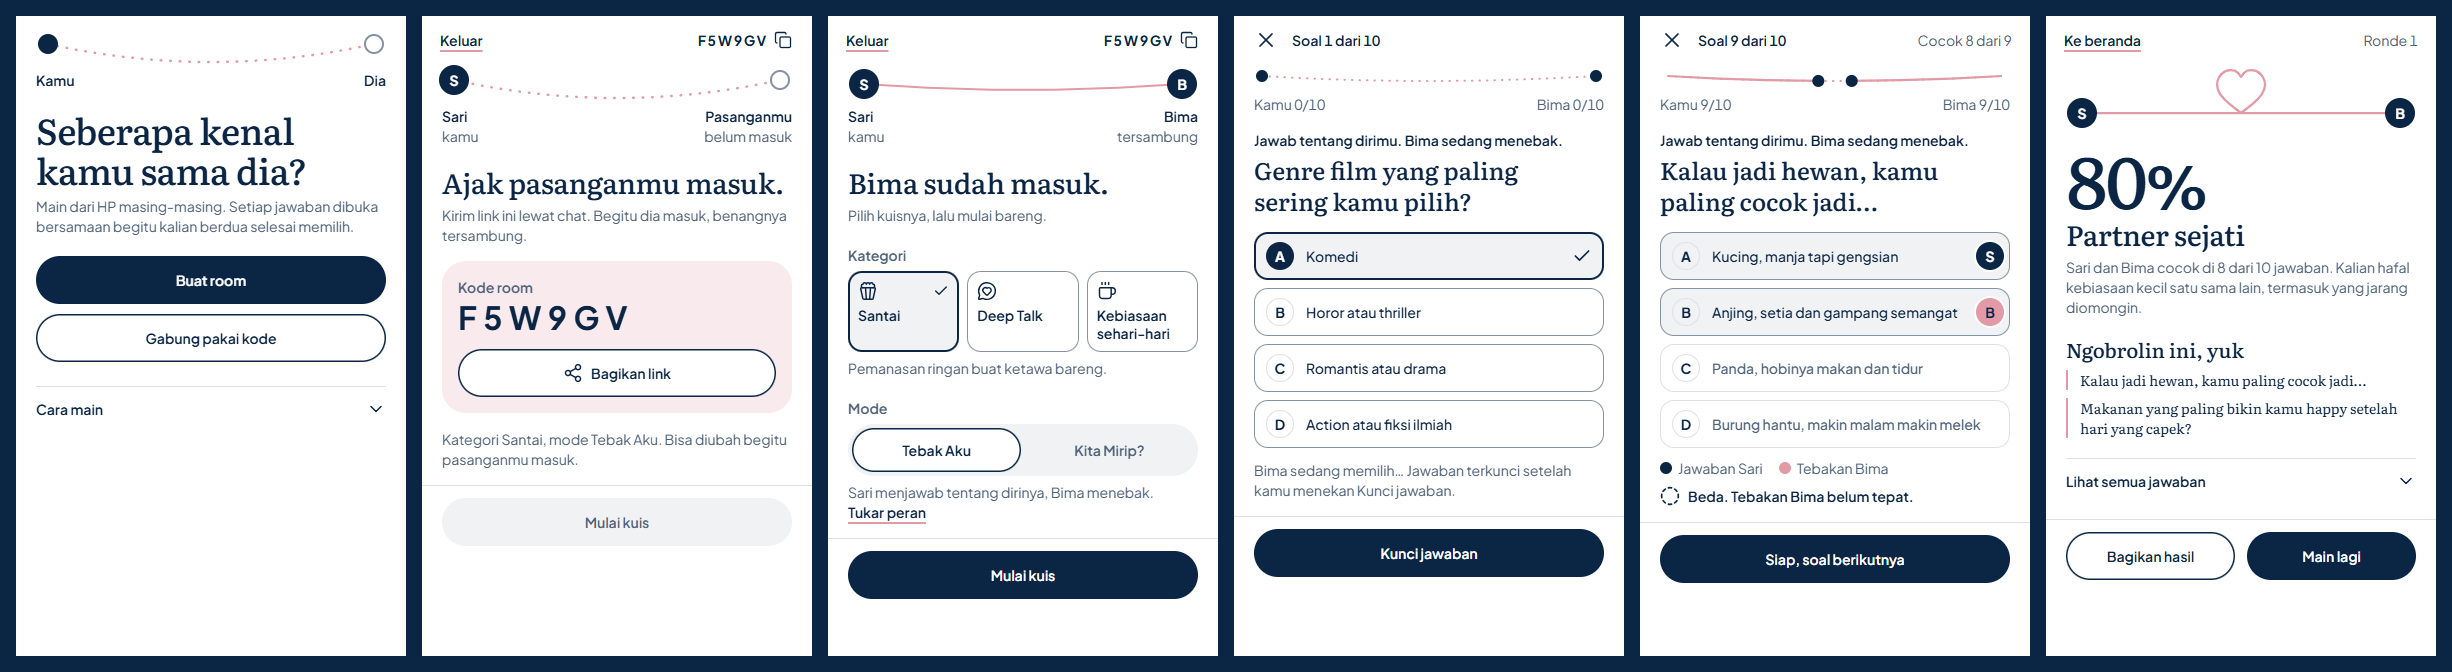 Kamu
Dia
Seberapa kenal
kamu sama dia?
Main dari HP masing-masing. Setiap jawaban dibuka
bersamaan begitu kalian berdua selesai memilih.
Buat room
Gabung pakai kode
Cara main
Keluar
F5W9GV
S
Sari
kamu
Pasanganmu
belum masuk
Ajak pasanganmu masuk.
Kirim link ini lewat chat. Begitu dia masuk, benangnya
tersambung.
Kode room
F5W9GV
Bagikan link
Kategori Santai, mode Tebak Aku. Bisa diubah begitu
pasanganmu masuk.
Mulai kuis
Keluar
F5W9GV
S
B
Sari
kamu
Bima
tersambung
Bima sudah masuk.
Pilih kuisnya, lalu mulai bareng.
Kategori
Santai
Deep Talk
Kebiasaan
sehari-hari
Pemanasan ringan buat ketawa bareng.
Mode
Tebak Aku
Kita Mirip?
Sari menjawab tentang dirinya, Bima menebak.
Tukar peran
Mulai kuis
Soal 1 dari 10
Kamu 0/10
Bima 0/10
Jawab tentang dirimu. Bima sedang menebak.
Genre film yang paling
sering kamu pilih?
A Komedi
B Horor atau thriller
C Romantis atau drama
D Action atau fiksi ilmiah
Bima sedang memilih... Jawaban terkunci setelah
kamu menekan Kunci jawaban.
Kunci jawaban
Soal 9 dari 10
Cocok 8 dari 9
Kamu 9/10
Bima 9/10
Jawab tentang dirimu. Bima sedang menebak.
Kalau jadi hewan, kamu
paling cocok jadi...
A Kucing, manja tapi gengsian S
B Anjing, setia dan gampang semangat B
C Panda, hobinya makan dan tidur
D Burung hantu, makin malam makin melek
Jawaban Sari
Tebakan Bima
Beda. Tebakan Bima belum tepat.
Siap, soal berikutnya
Ke beranda
Ronde 1
S
B
80%
Partner sejati
Sari dan Bima cocok di 8 dari 10 jawaban. Kalian hafal
kebiasaan kecil satu sama lain, termasuk yang jarang
diomongin.
Ngobrolin ini, yuk
Kalau jadi hewan, kamu paling cocok jadi...
Makanan yang paling bikin kamu happy setelah
hari yang capek?
Lihat semua jawaban
Bagikan hasil
Main lagi